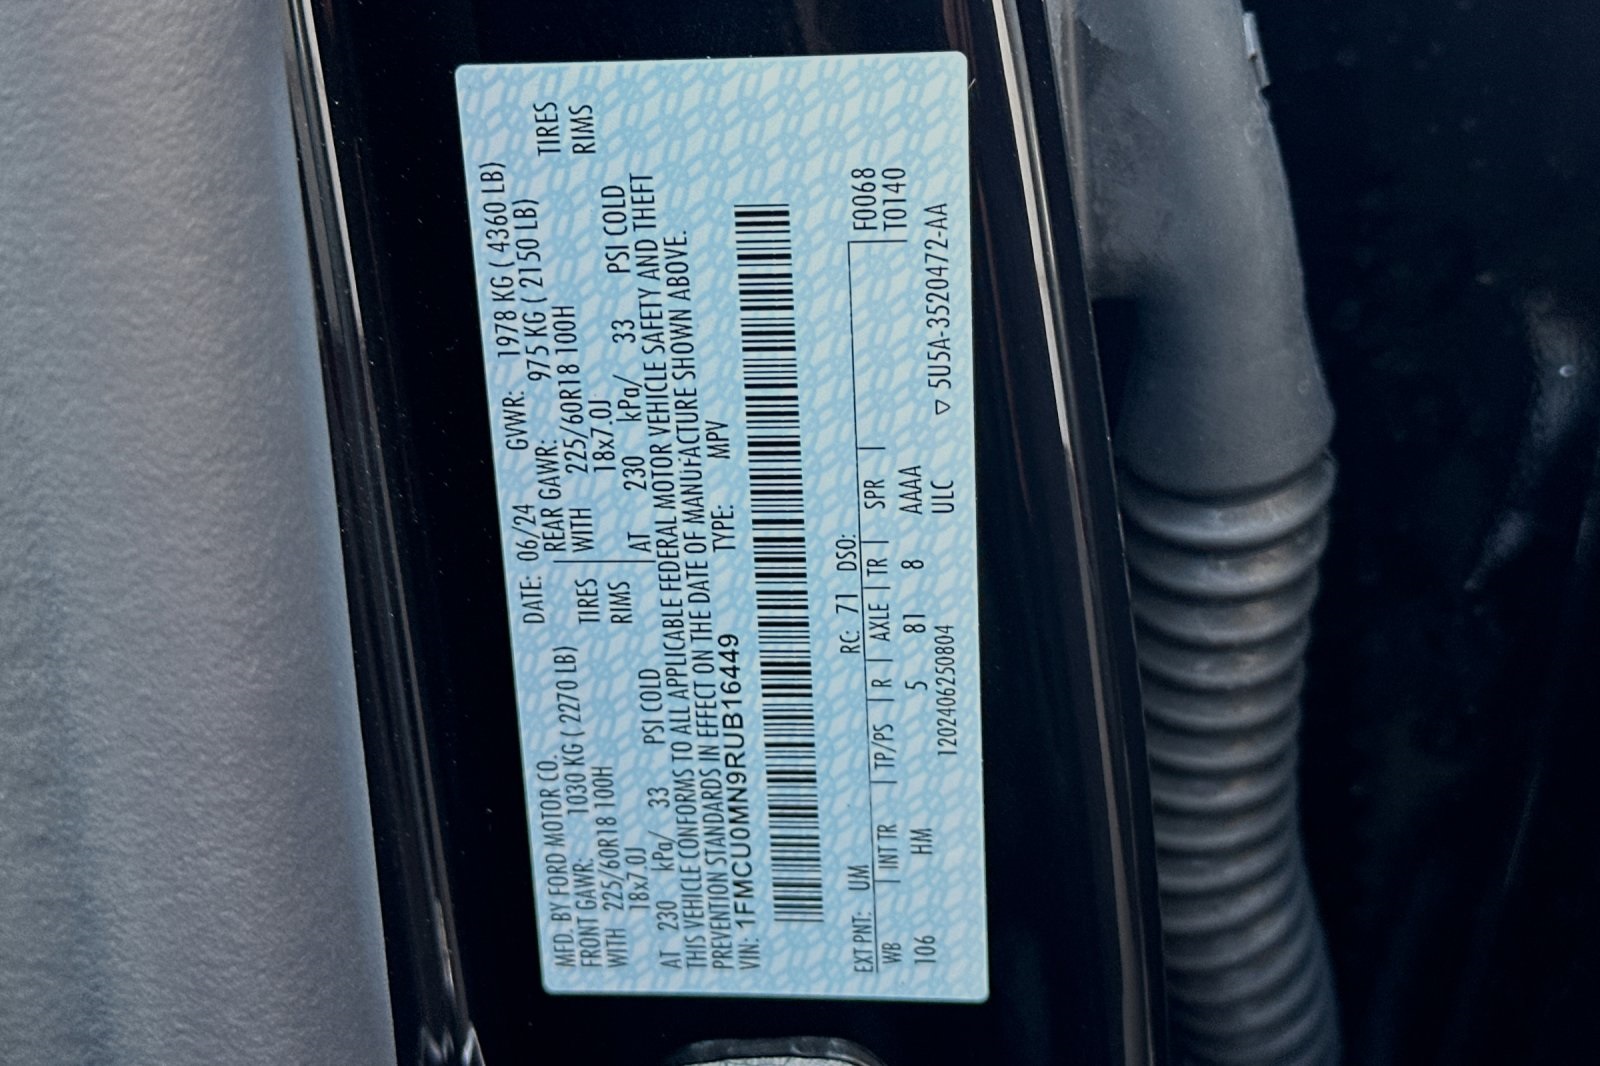 MFD. BY FORD MOTOR CO.
DATE: 06/24 GVWR: 1978 KG ( 4360 LB)
FRONT GAWR: 1030 KG ( 2270 LB)
REAR GAWR: 975 KG ( 2150 LB)
WITH 225/60R18 100H TIRES
WITH 225/60R18 100H TIRES
18x7.0J RIMS
18x7.0J RIMS
AT 230 kPa/ 33 PSI COLD
AT 230 kPa/ 33 PSI COLD
THIS VEHICLE CONFORMS TO ALL APPLICABLE FEDERAL MOTOR VEHICLE SAFETY AND THEFT
PREVENTION STANDARDS IN EFFECT ON THE DATE OF MANUFACTURE SHOWN ABOVE.
VIN: 1FMCU0MN9RUB16449 TYPE: MPV
EXT PNT: UM RC: 71 DSO: F0068
WB INT TR TP/PS R AXLE TR SPR T0140
106 HM 5 81 8 AAAA
1202406250804 ULC ▽ 5U5A-3520472-AA